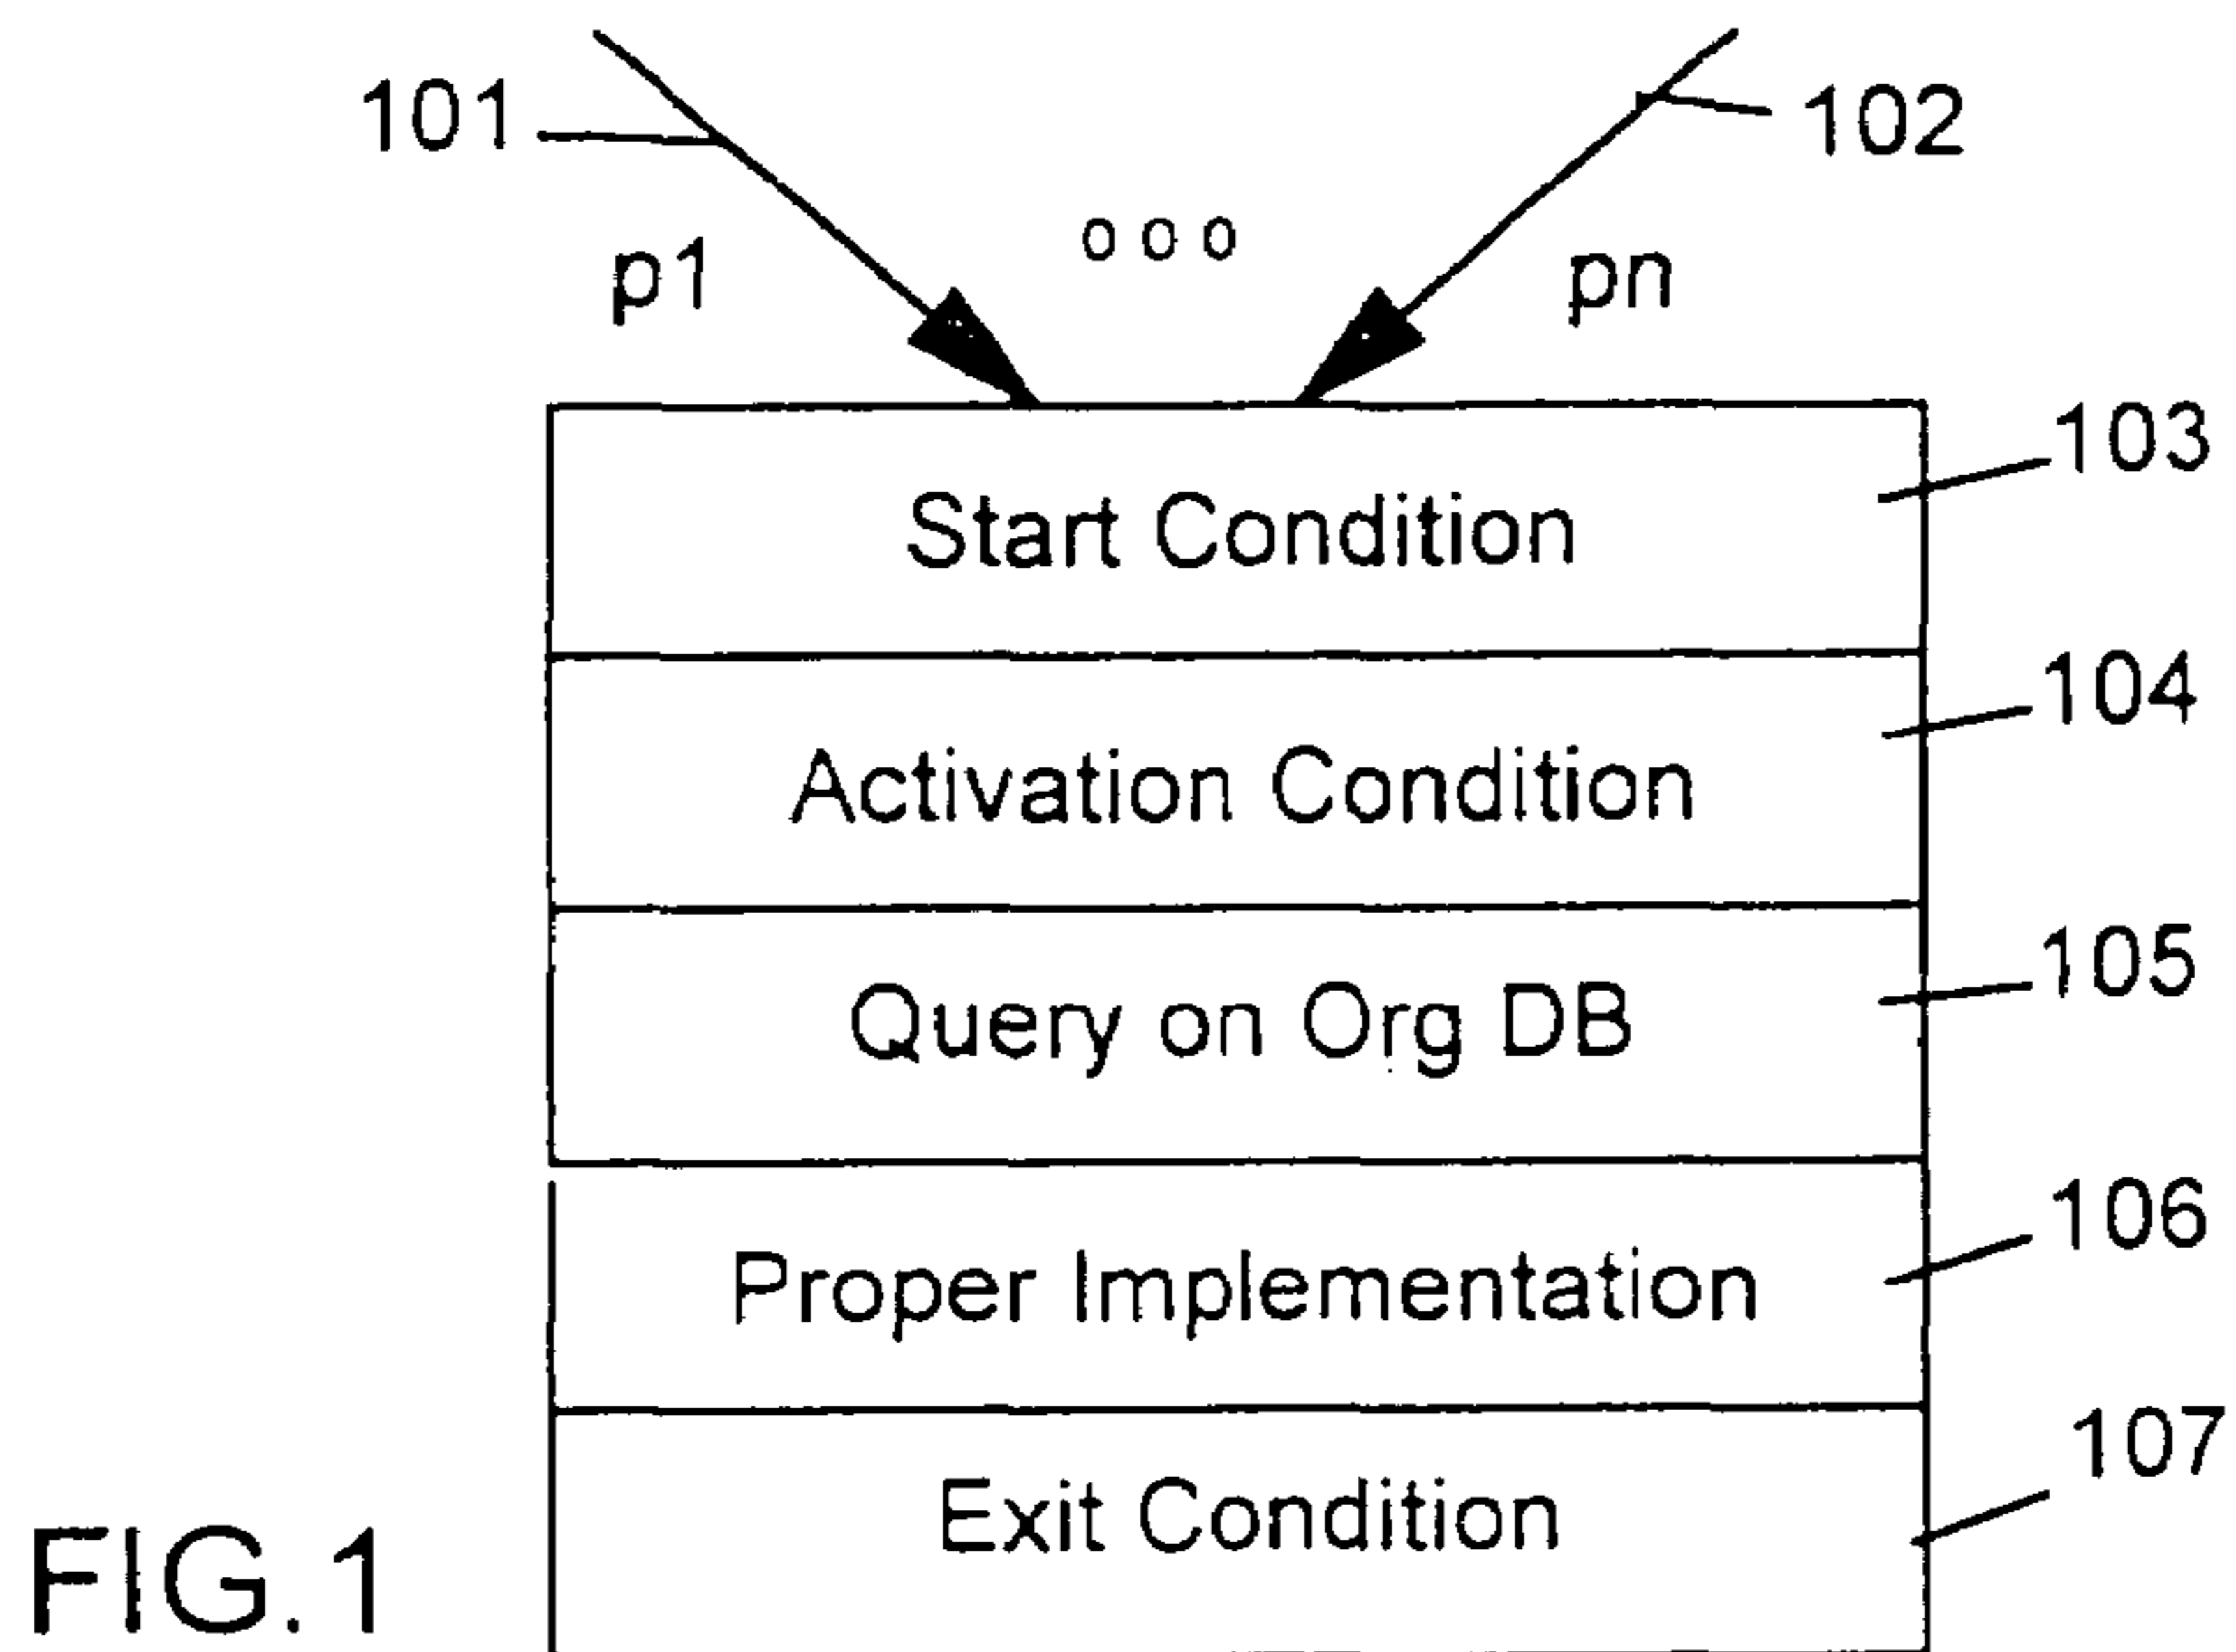 101
102
p1
o o o
pn
103
Start Condition
104
Activation Condition
105
Query on Org DB
106
Proper Implementation
107
Exit Condition
FIG.1